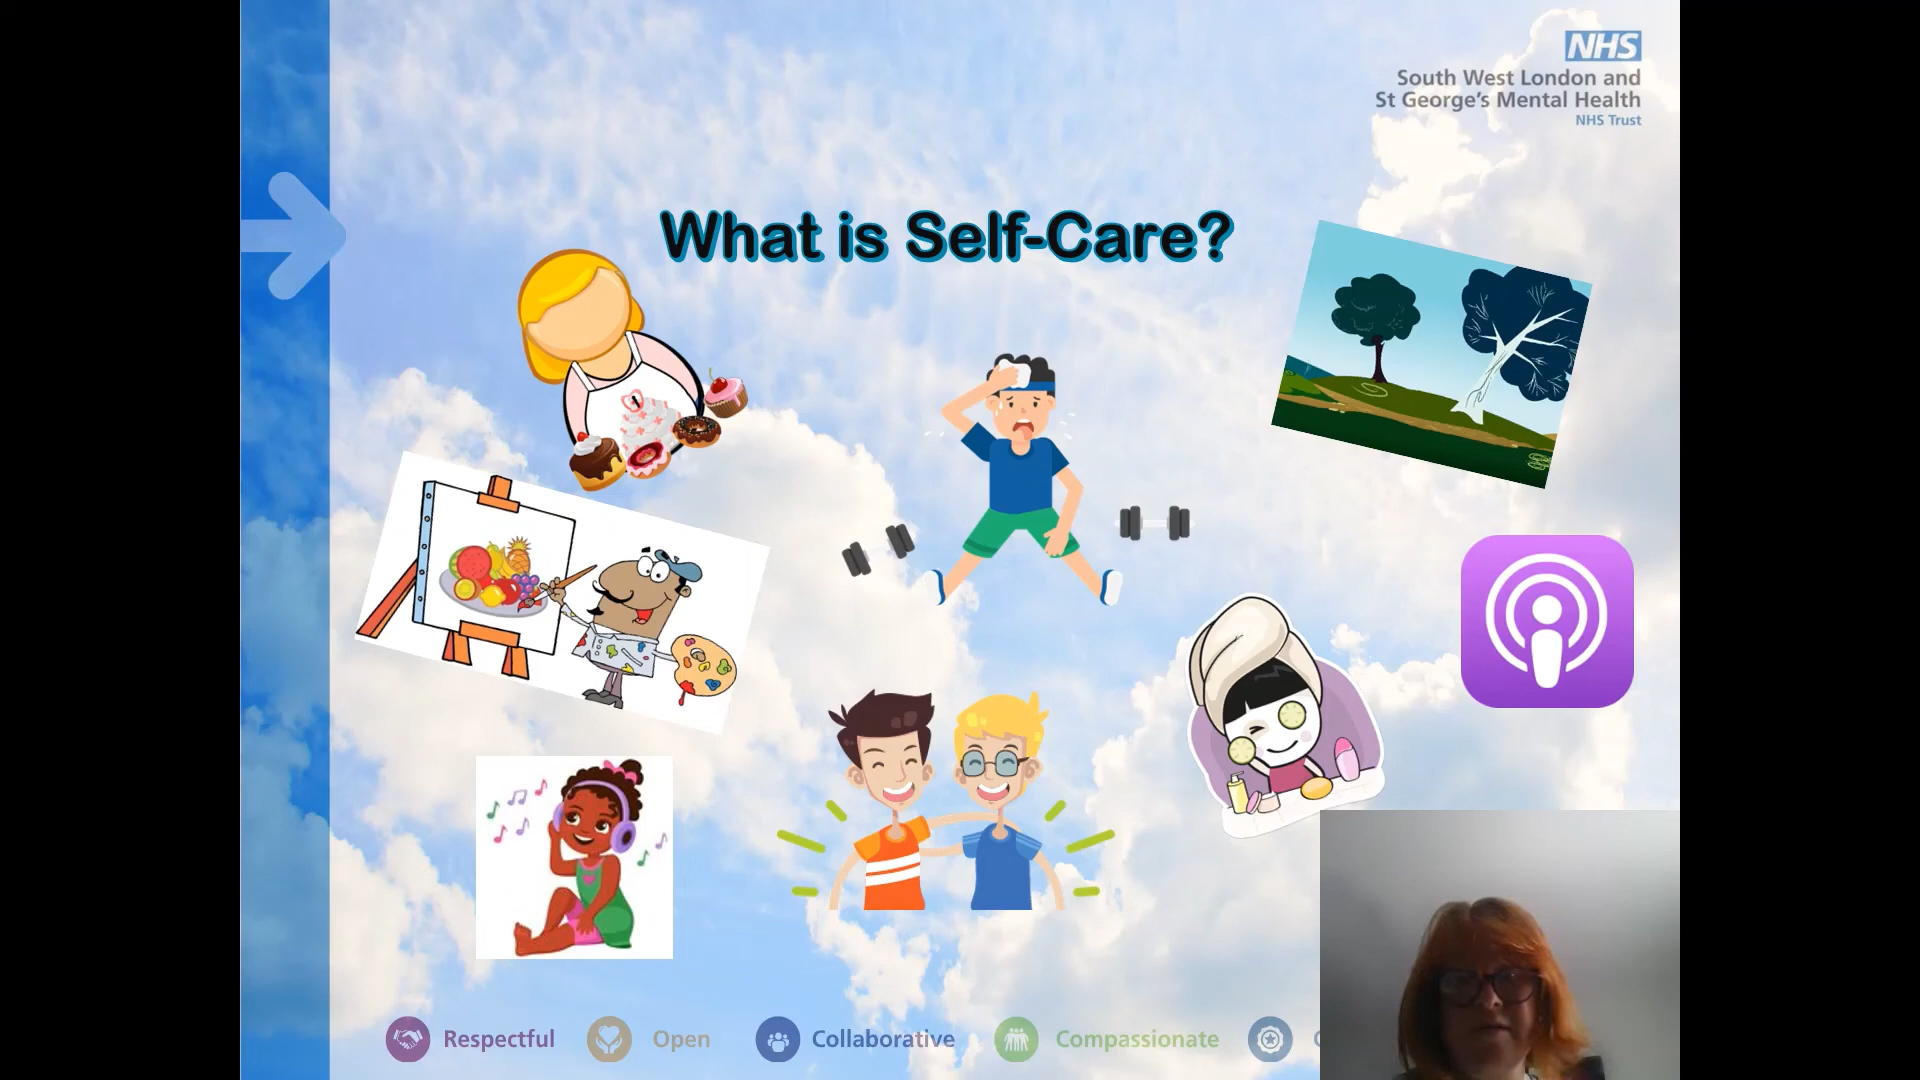 NHS
South West London and
St George's Mental Health
NHS Trust
What is Self-Care?
Respectful
Open
Collaborative
Compassionate